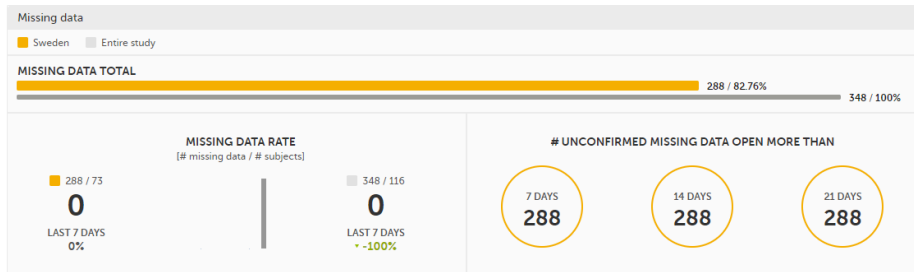 Missing data
Sweden Entire study
MISSING DATA TOTAL
288 / 82.76%
348 / 100%
MISSING DATA RATE
[# missing data / # subjects]
288 / 73
0
LAST 7 DAYS
0%
348 / 116
0
LAST 7 DAYS
▼ -100%
# UNCONFIRMED MISSING DATA OPEN MORE THAN
7 DAYS
288
14 DAYS
288
21 DAYS
288